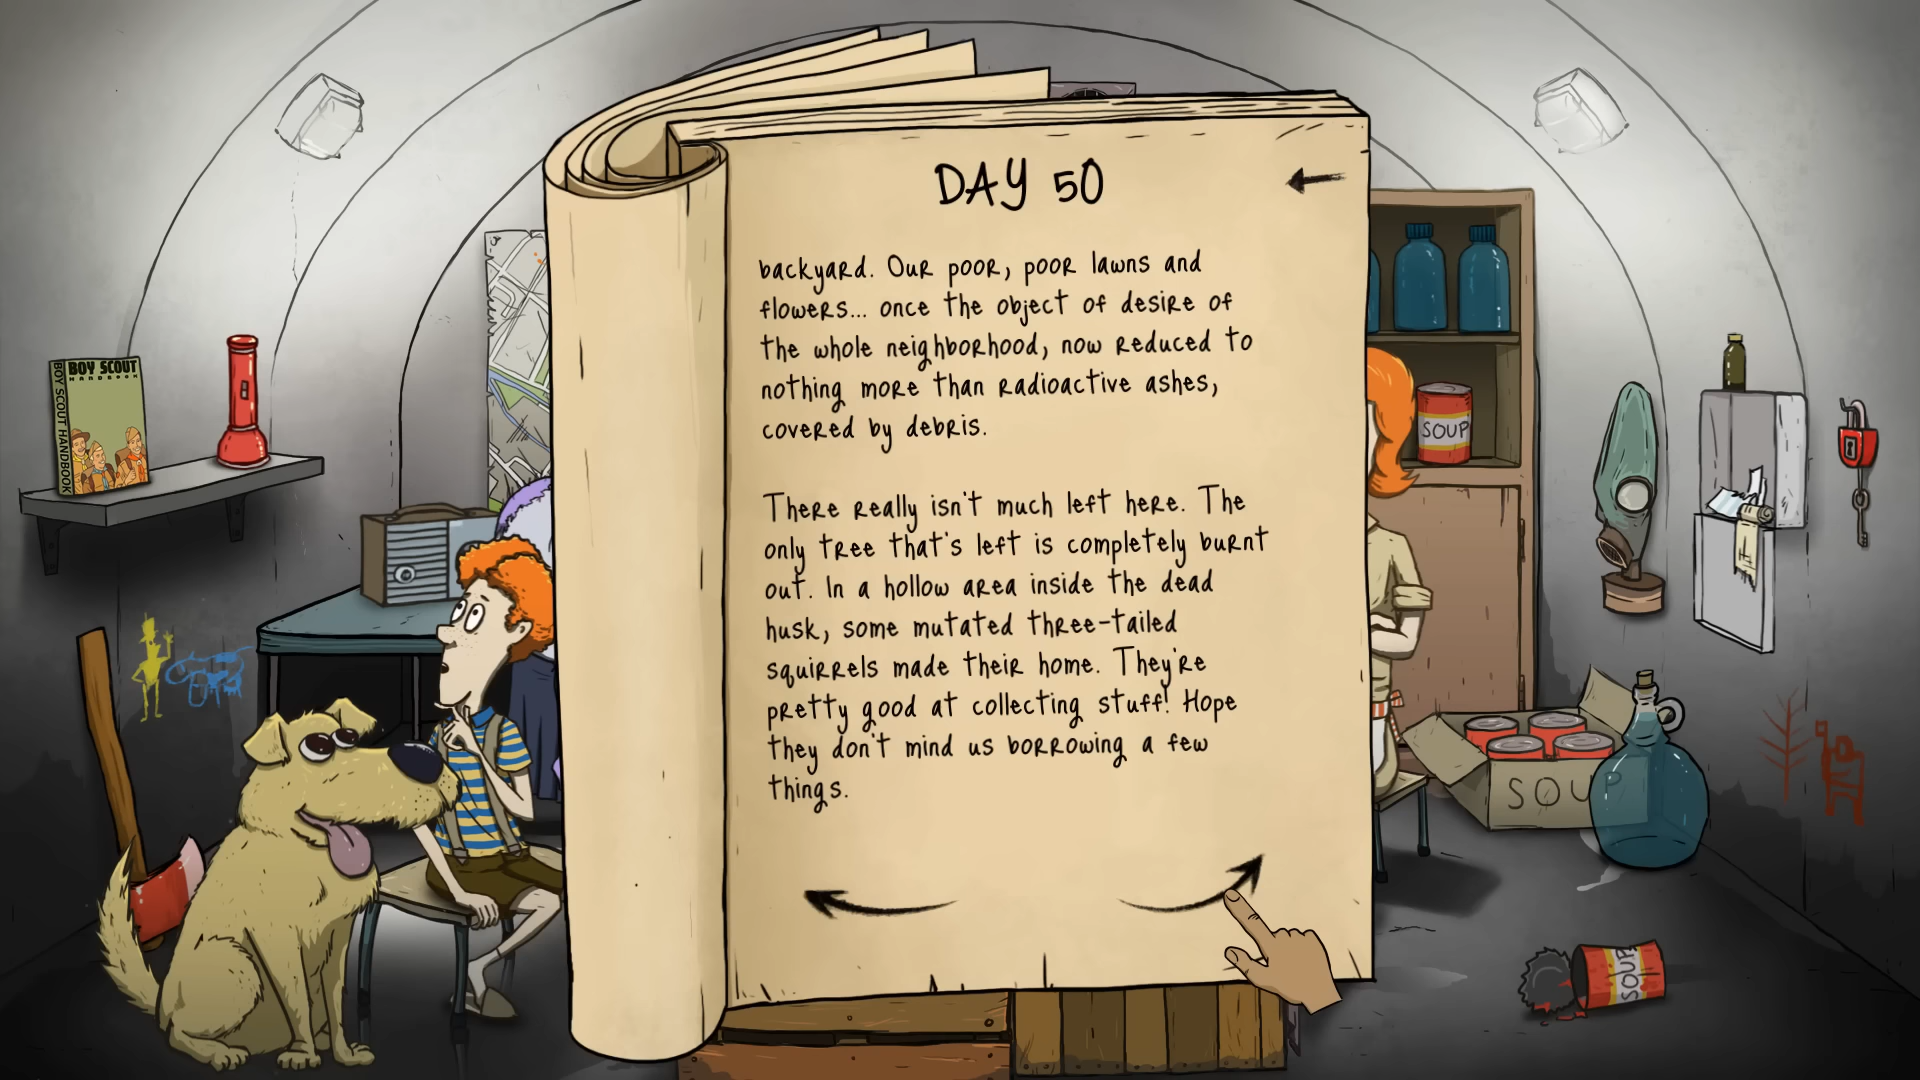 DAY 50
backyard. Our poor, poor lawns and
flowers... once the object of desire of
the whole neighborhood, now reduced to
nothing more than radioactive ashes,
covered by debris.
There really isn't much left here. The
only tree that's left is completely burnt
out. In a hollow area inside the dead
husk, some mutated three-tailed
squirrels made their home. They're
pretty good at collecting stuff! Hope
they don't mind us borrowing a few
things.
BOY SCOUT
HANDBOOK
BOY SCOUT HANDBOOK
SOUP
SOU
SOUP